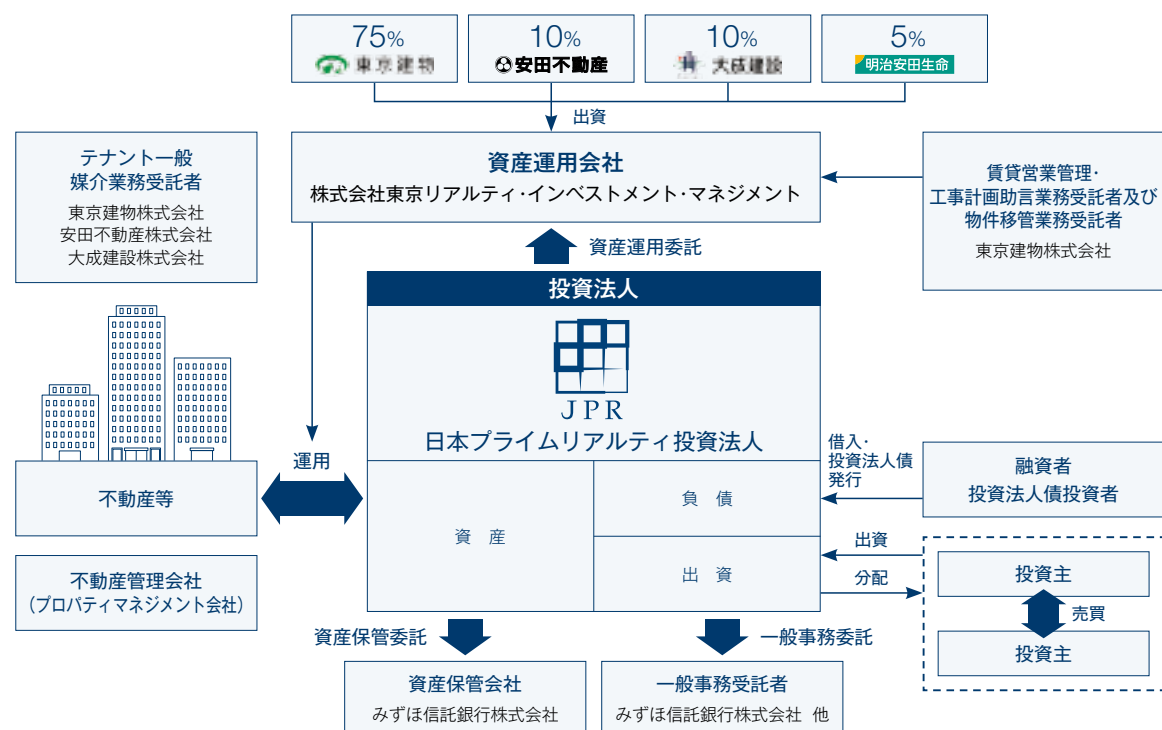 75%
東京建物
10%
安田不動産
10%
大成建設
5%
明治安田生命
出資
テナント一般
媒介業務受託者
東京建物株式会社
安田不動産株式会社
大成建設株式会社
資産運用会社
株式会社東京リアルティ・インベストメント・マネジメント
賃貸営業管理・
工事計画助言業務受託者及び
物件移管業務受託者
東京建物株式会社
資産運用委託
投資法人
JPR
日本プライムリアルティ投資法人
運用
不動産等
資 産
負 債
出 資
借入・
投資法人債
発行
融資者
投資法人債投資者
出資
分配
投資主
売買
投資主
不動産管理会社
（プロパティマネジメント会社）
資産保管委託
一般事務委託
資産保管会社
みずほ信託銀行株式会社
一般事務受託者
みずほ信託銀行株式会社 他